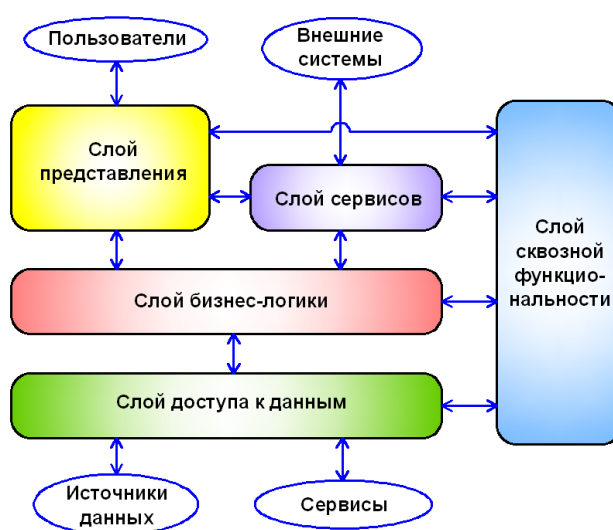 Пользователи
Внешние
системы
Слой
представления
Слой сервисов
Слой
сквозной
функцио-
нальности
Слой бизнес-логики
Слой доступа к данным
Источники
данных
Сервисы